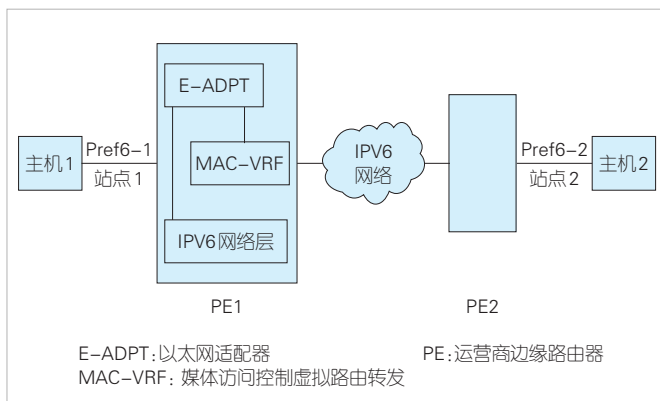 E-ADPT
MAC-VRF
IPV6网络层
主机1
Pref6-1
站点1
IPV6
网络
Pref6-2
站点2
主机2
PE1
PE2
E-ADPT:以太网适配器
PE:运营商边缘路由器
MAC-VRF:媒体访问控制虚拟路由转发